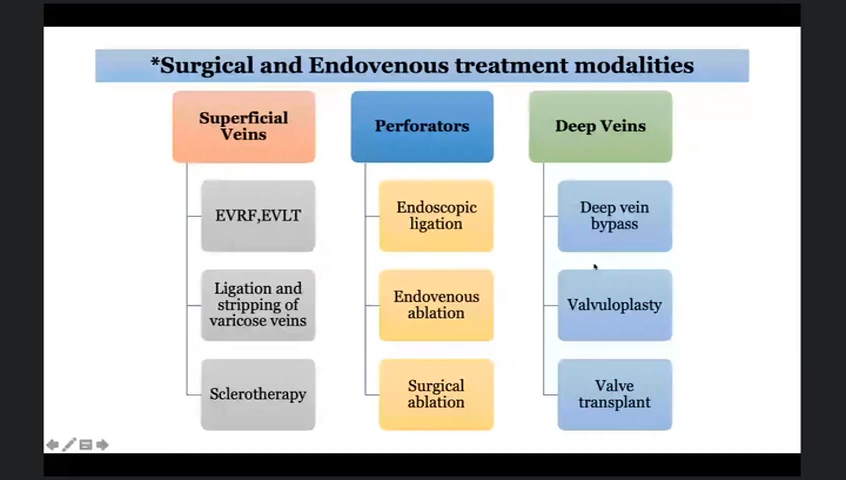 *Surgical and Endovenous treatment modalities
Superficial
Veins
EVRF,EVLT
Ligation and
stripping of
varicose veins
Sclerotherapy
Perforators
Endoscopic
ligation
Endovenous
ablation
Surgical
ablation
Deep Veins
Deep vein
bypass
Valvuloplasty
Valve
transplant